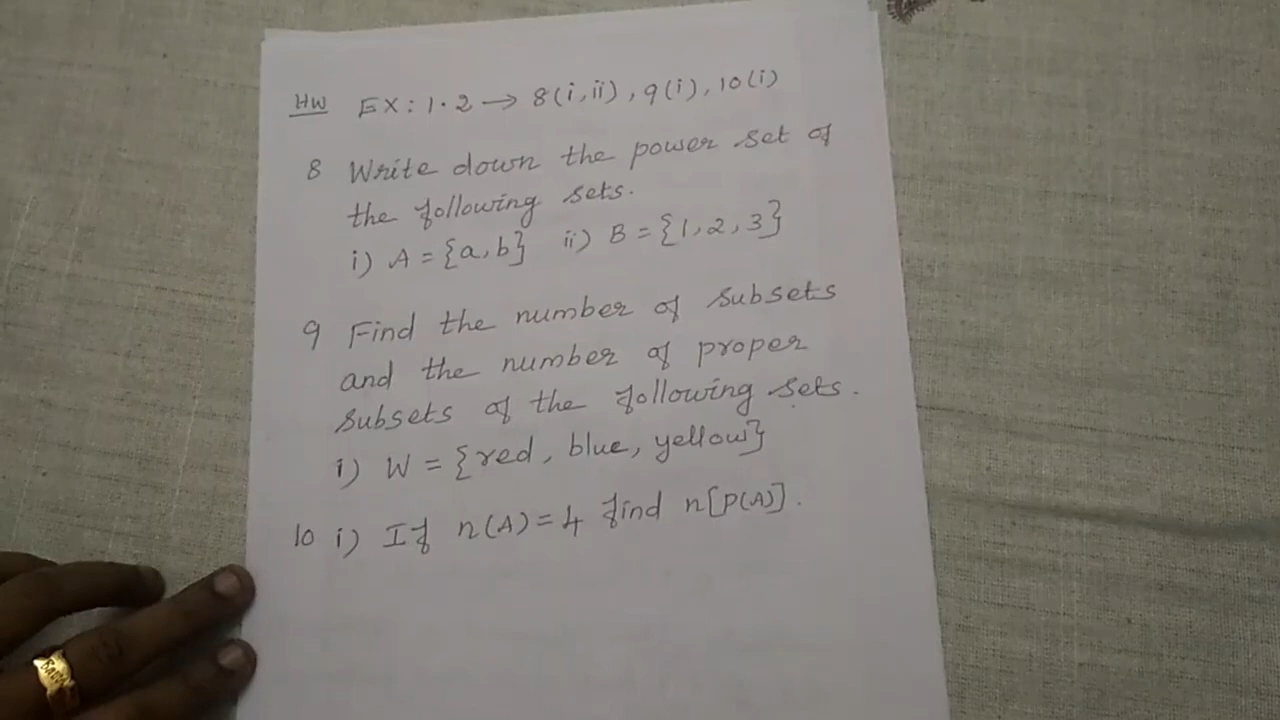 HW EX: 1.2 → 8(i, ii), 9(i), 10(i)
8 Write down the power set of
the following sets.
i) A = {a, b} ii) B = {1, 2, 3}
9 Find the number of subsets
and the number of proper
subsets of the following sets.
i) W = {red, blue, yellow}
10 i) If n(A) = 4 find n[P(A)].